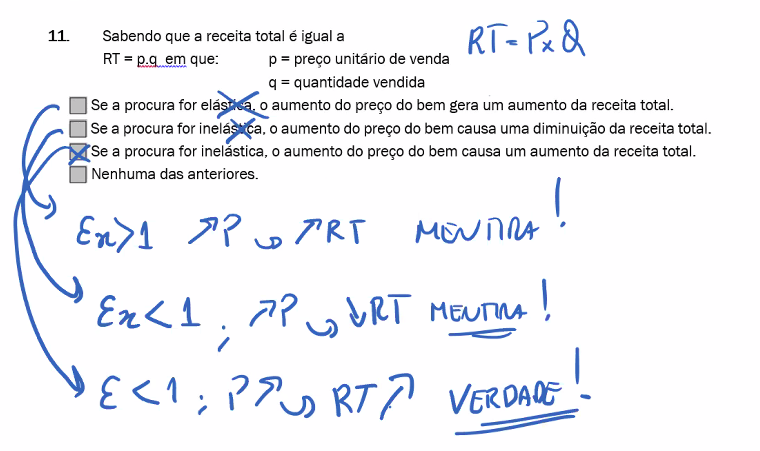 11. Sabendo que a receita total é igual a
RT = p.q em que: p = preço unitário de venda
q = quantidade vendida
RT = P x Q
Se a procura for elástica, o aumento do preço do bem gera um aumento da receita total.
Se a procura for inelástica, o aumento do preço do bem causa uma diminuição da receita total.
Se a procura for inelástica, o aumento do preço do bem causa um aumento da receita total.
Nenhuma das anteriores.
Ex>1 ↗P ↗RT MENTIRA!
Ex<1; ↗P ↓RT MENTIRA!
E<1; P↗ RT↗ VERDADE!